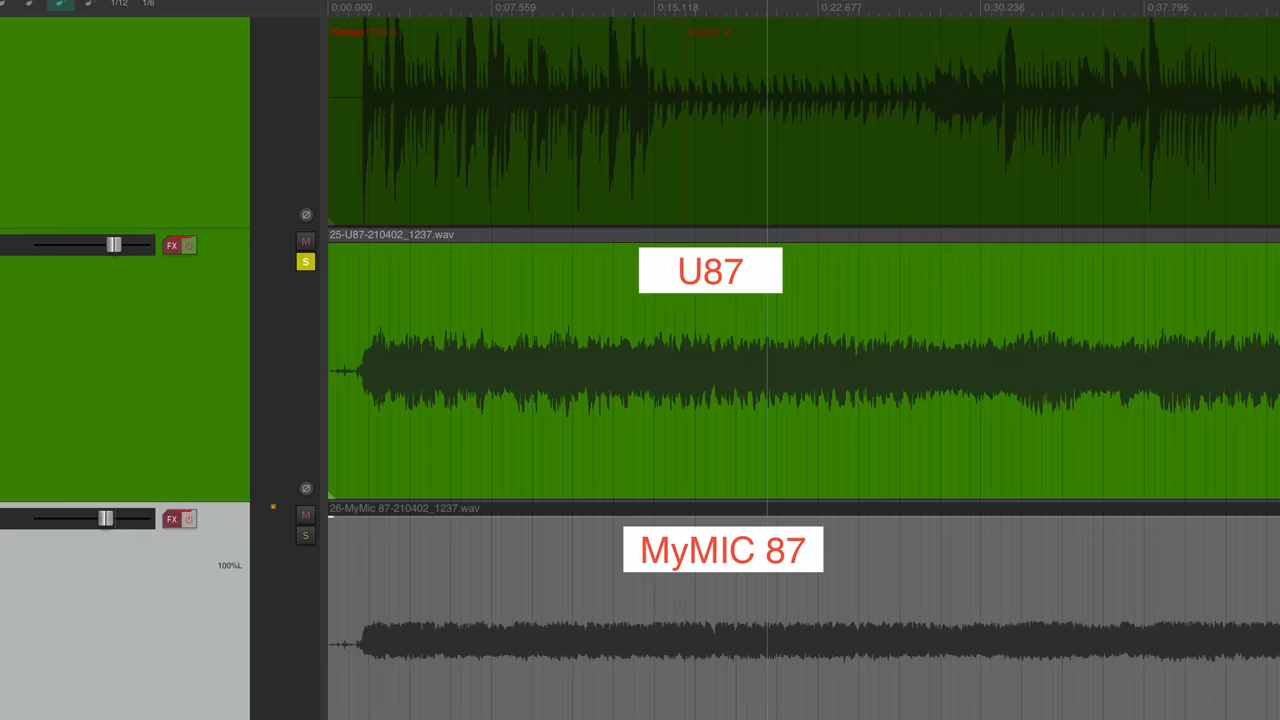 1/12 1/6
0:00.000 0:07.559 0:15.118 0:22.677 0:30.236 0:37.795
25-U87-210402_1237.wav
FX
M
S
U87
26-MyMic 87-210402_1237.wav
FX
M
S
MyMIC 87
100%L